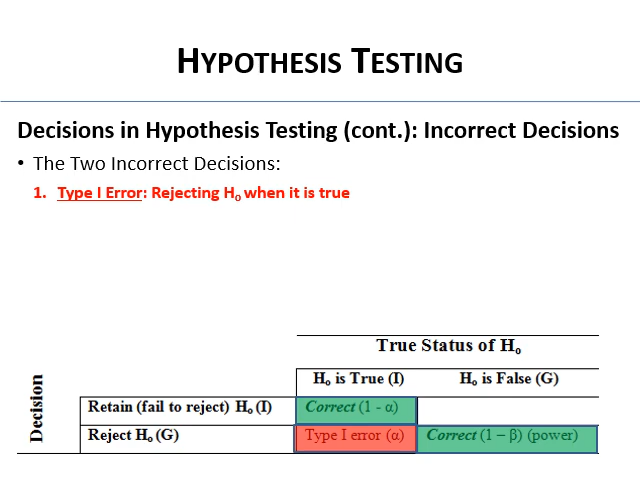 HYPOTHESIS TESTING
Decisions in Hypothesis Testing (cont.): Incorrect Decisions
• The Two Incorrect Decisions:
1. Type I Error: Rejecting Hₒ when it is true
True Status of Hₒ
Hₒ is True (I) Hₒ is False (G)
Decision
Retain (fail to reject) Hₒ (I) Correct (1 - α)
Reject Hₒ (G) Type I error (α) Correct (1 – β) (power)